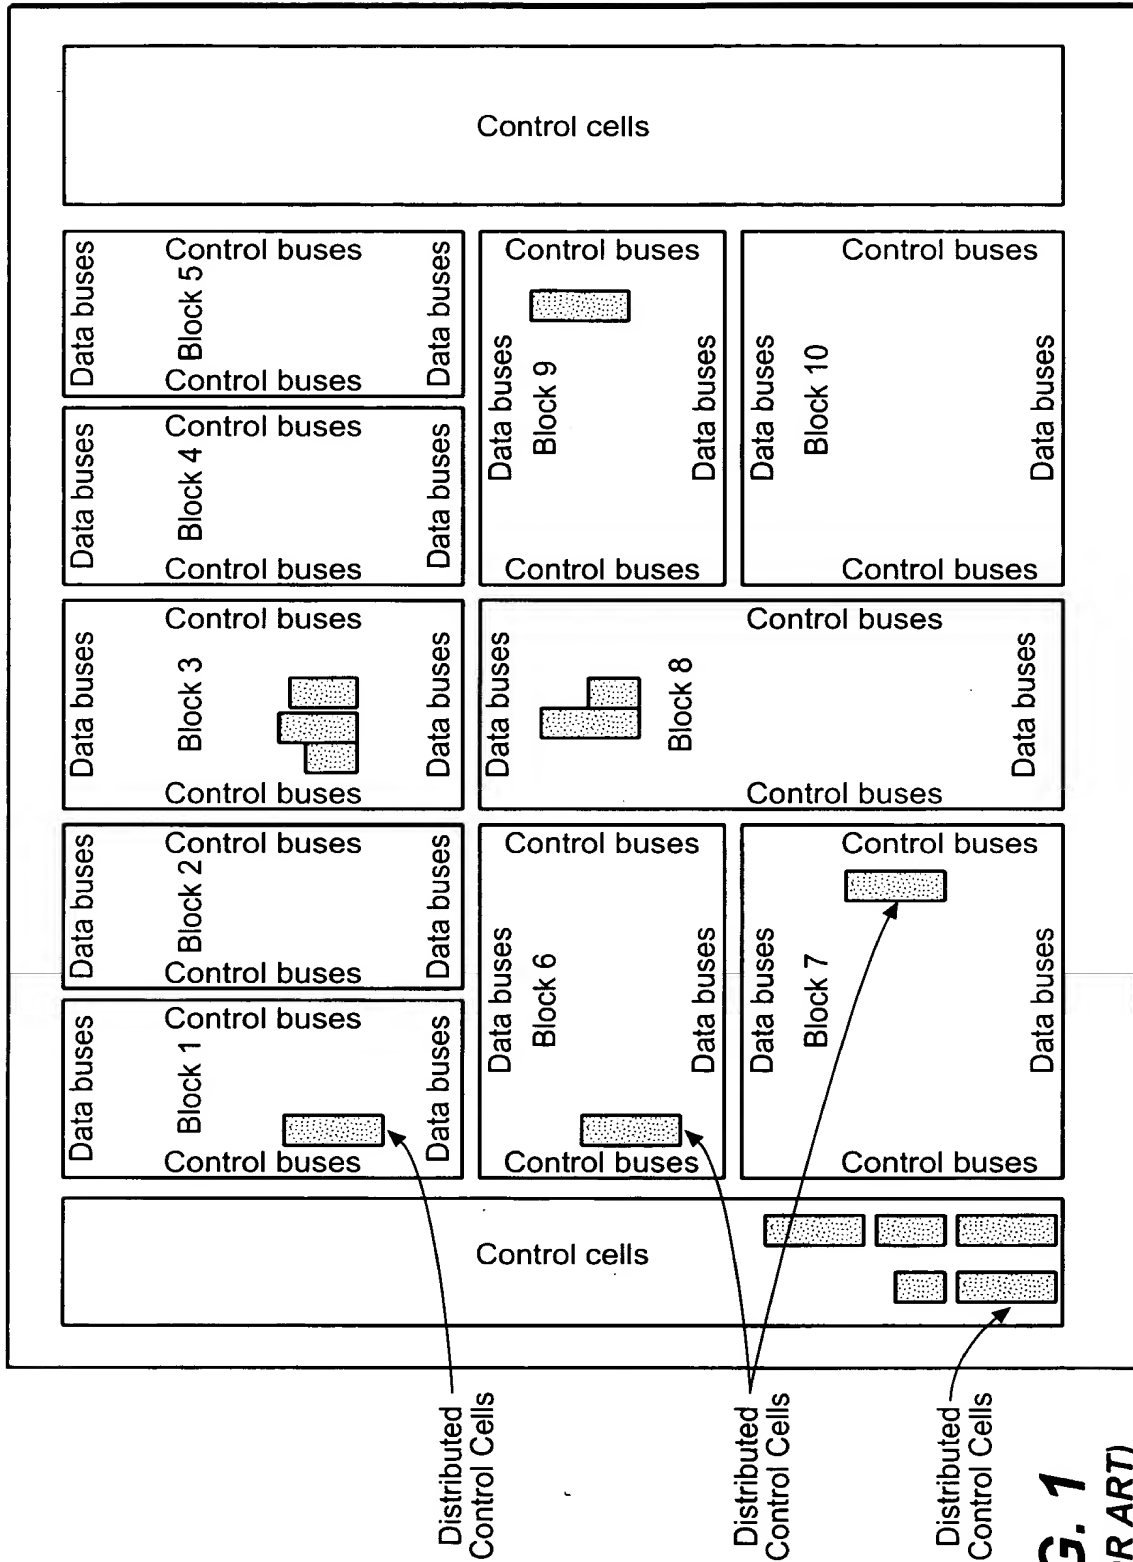 Control cells
Control buses
Data buses
Block 5
Data buses
Control buses
Control buses
Data buses
Block 4
Data buses
Control buses
Control buses
Data buses
Block 3
Data buses
Control buses
Control buses
Data buses
Block 2
Data buses
Control buses
Control buses
Data buses
Block 1
Data buses
Control buses
Control buses
Data buses
Block 9
Data buses
Control buses
Control buses
Data buses
Block 10
Data buses
Control buses
Control buses
Data buses
Block 8
Data buses
Control buses
Control buses
Data buses
Block 6
Data buses
Control buses
Control buses
Data buses
Block 7
Data buses
Control buses
Control cells
Distributed
Control Cells
Distributed
Control Cells
Distributed
Control Cells
G. 1
OR ART)